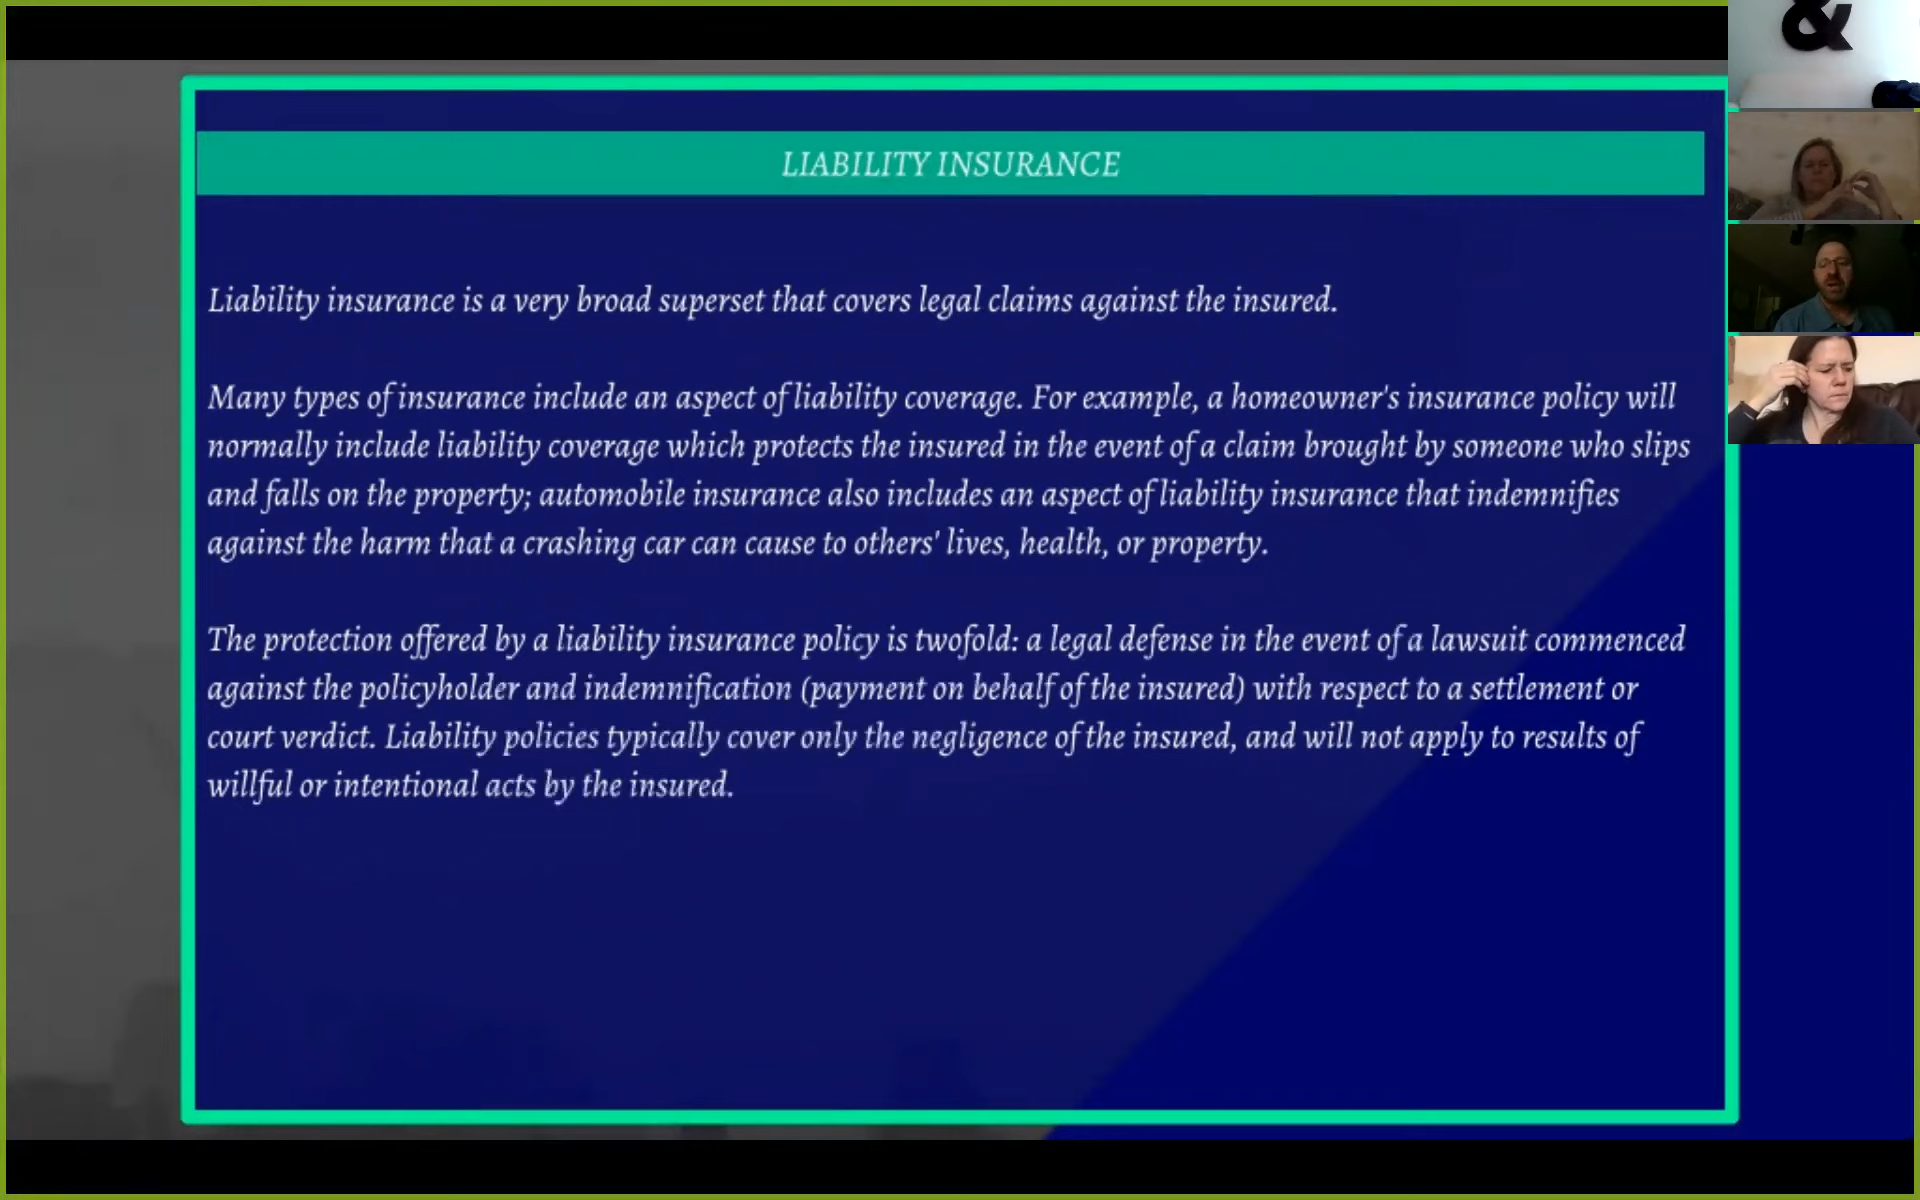 &
LIABILITY INSURANCE
Liability insurance is a very broad superset that covers legal claims against the insured.
Many types of insurance include an aspect of liability coverage. For example, a homeowner's insurance policy will
normally include liability coverage which protects the insured in the event of a claim brought by someone who slips
and falls on the property; automobile insurance also includes an aspect of liability insurance that indemnifies
against the harm that a crashing car can cause to others' lives, health, or property.
The protection offered by a liability insurance policy is twofold: a legal defense in the event of a lawsuit commenced
against the policyholder and indemnification (payment on behalf of the insured) with respect to a settlement or
court verdict. Liability policies typically cover only the negligence of the insured, and will not apply to results of
willful or intentional acts by the insured.